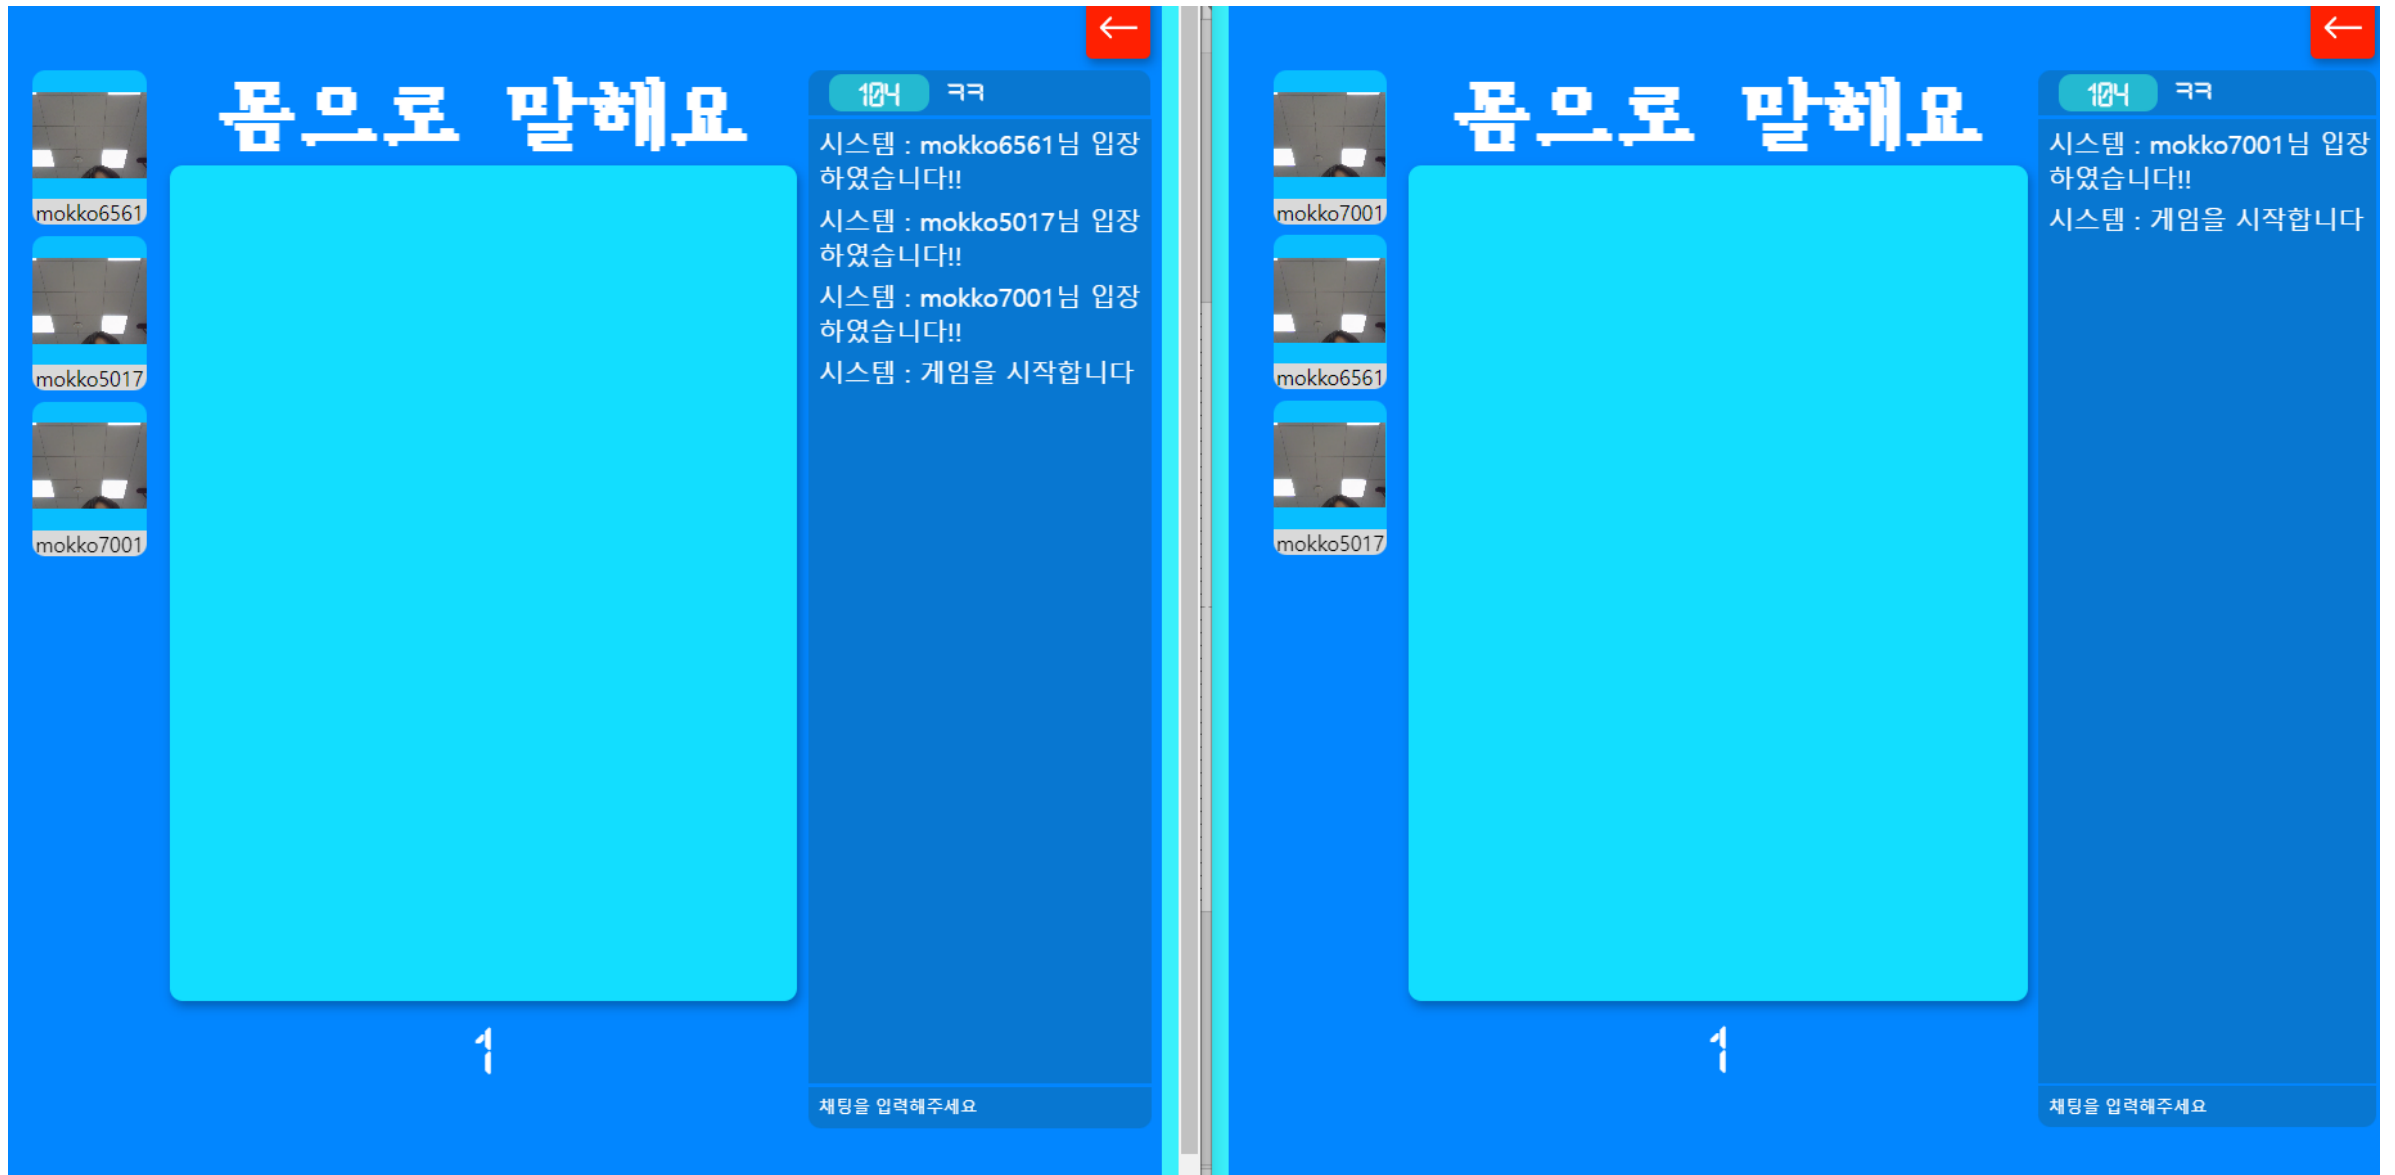 ←
몸으로 말해요
104 ㅋㅋ
시스템 : mokko6561님 입장
하였습니다!!
시스템 : mokko5017님 입장
하였습니다!!
시스템 : mokko7001님 입장
하였습니다!!
시스템 : 게임을 시작합니다
mokko6561
mokko5017
mokko7001
1
채팅을 입력해주세요
←
몸으로 말해요
104 ㅋㅋ
시스템 : mokko7001님 입장
하였습니다!!
시스템 : 게임을 시작합니다
mokko7001
mokko6561
mokko5017
1
채팅을 입력해주세요